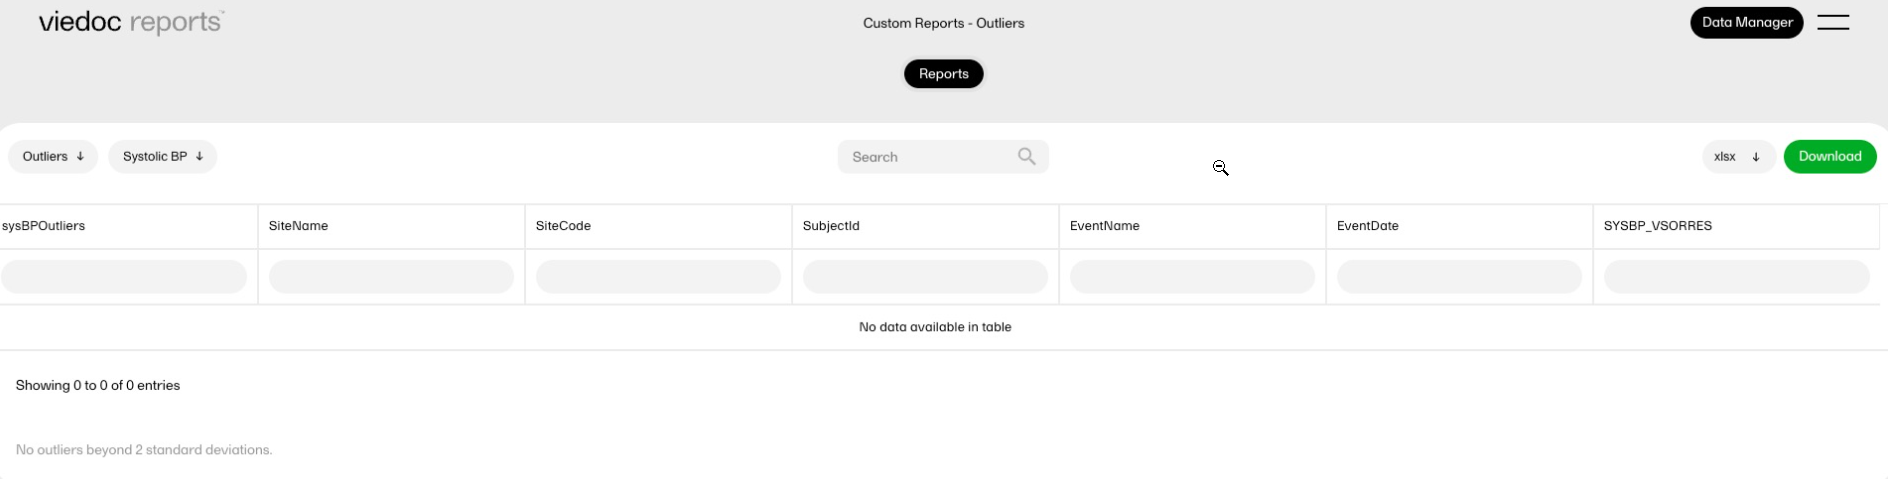 viedoc reports™
Custom Reports - Outliers
Data Manager
Reports
Outliers ↓
Systolic BP ↓
Search
xlsx ↓
Download
sysBPOutliers
SiteName
SiteCode
SubjectId
EventName
EventDate
SYSBP_VSORRES
No data available in table
Showing 0 to 0 of 0 entries
No outliers beyond 2 standard deviations.